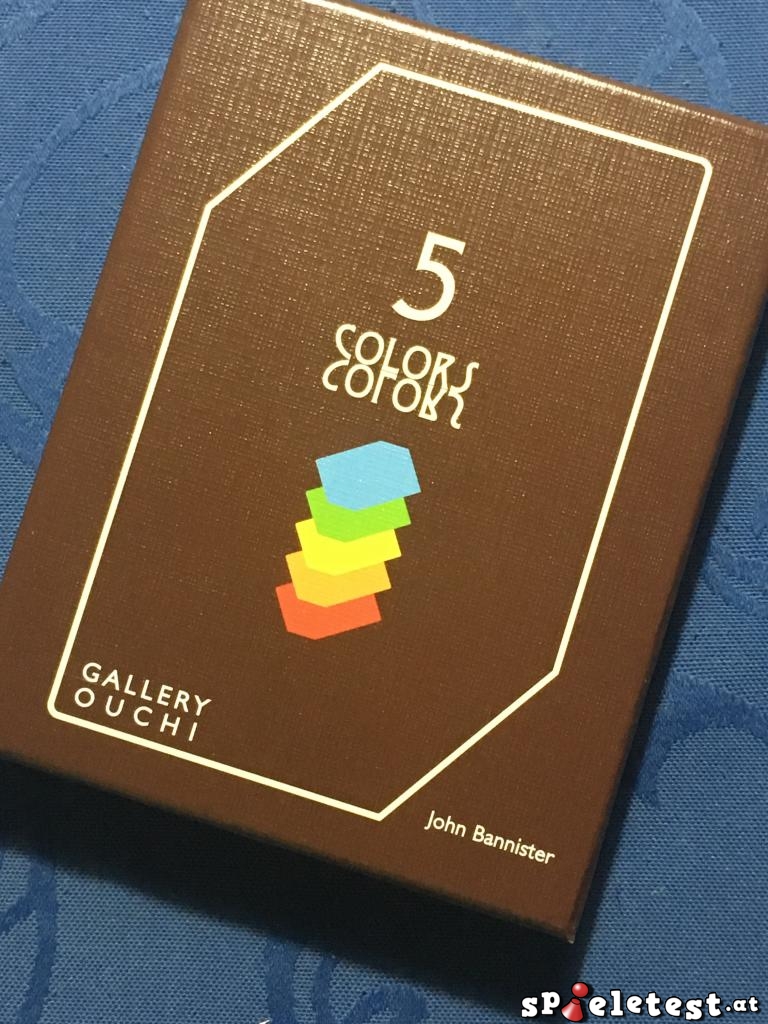 5
COLORS
COLORS
GALLERY
OUCHI
John Bannister
spieletest.at